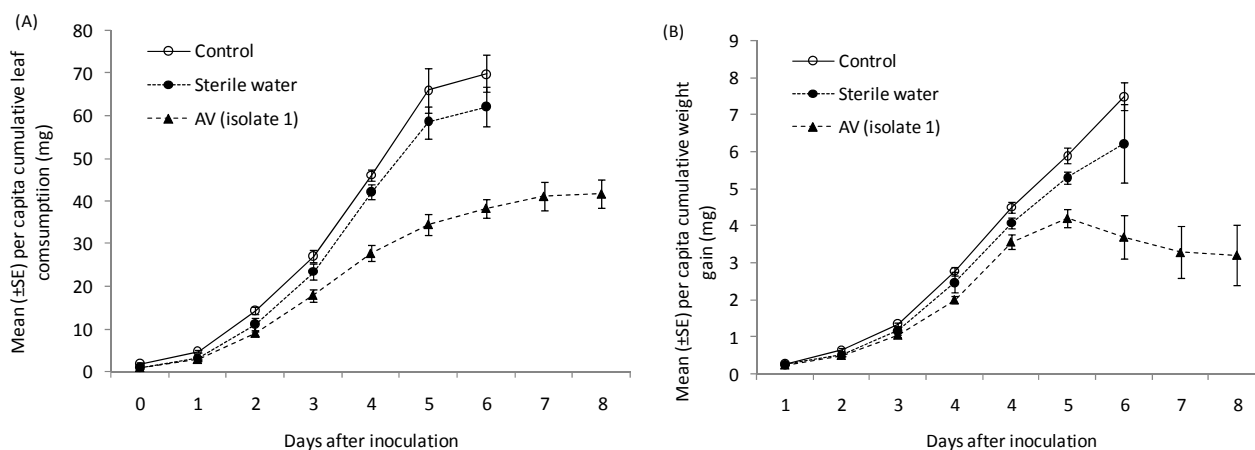 (A)
Mean (±SE) per capita cumulative leaf
comsumptiion (mg)
80
70
60
50
40
30
20
10
0
Control
Sterile water
AV (isolate 1)
0 1 2 3 4 5 6 7 8
Days after inoculation
(B)
Mean (±SE) per capita cumulative weight
gain (mg)
9
8
7
6
5
4
3
2
1
0
Control
Sterile water
AV (isolate 1)
1 2 3 4 4 5 6 7 8
Days after inoculation